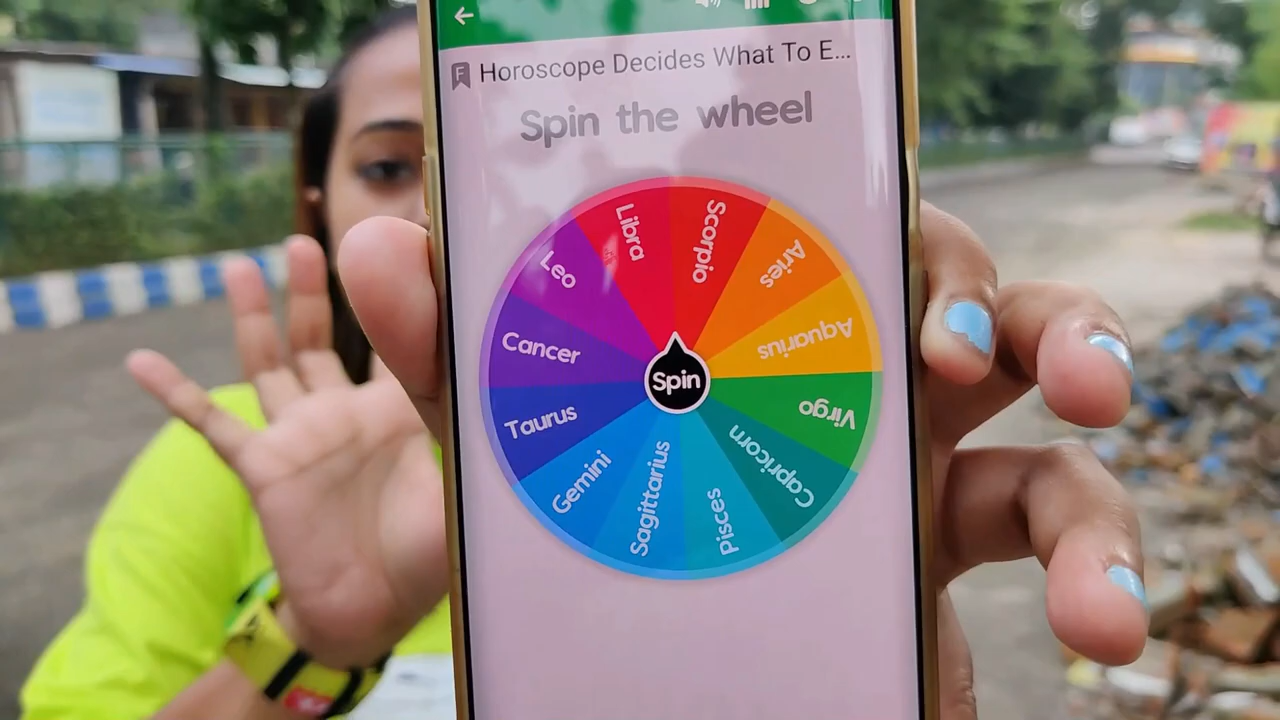 Horoscope Decides What To E...
Spin the wheel
Scorpio
Aries
Aquarius
Virgo
Capricorn
Pisces
Sagittarius
Gemini
Taurus
Cancer
Leo
Libra
Spin